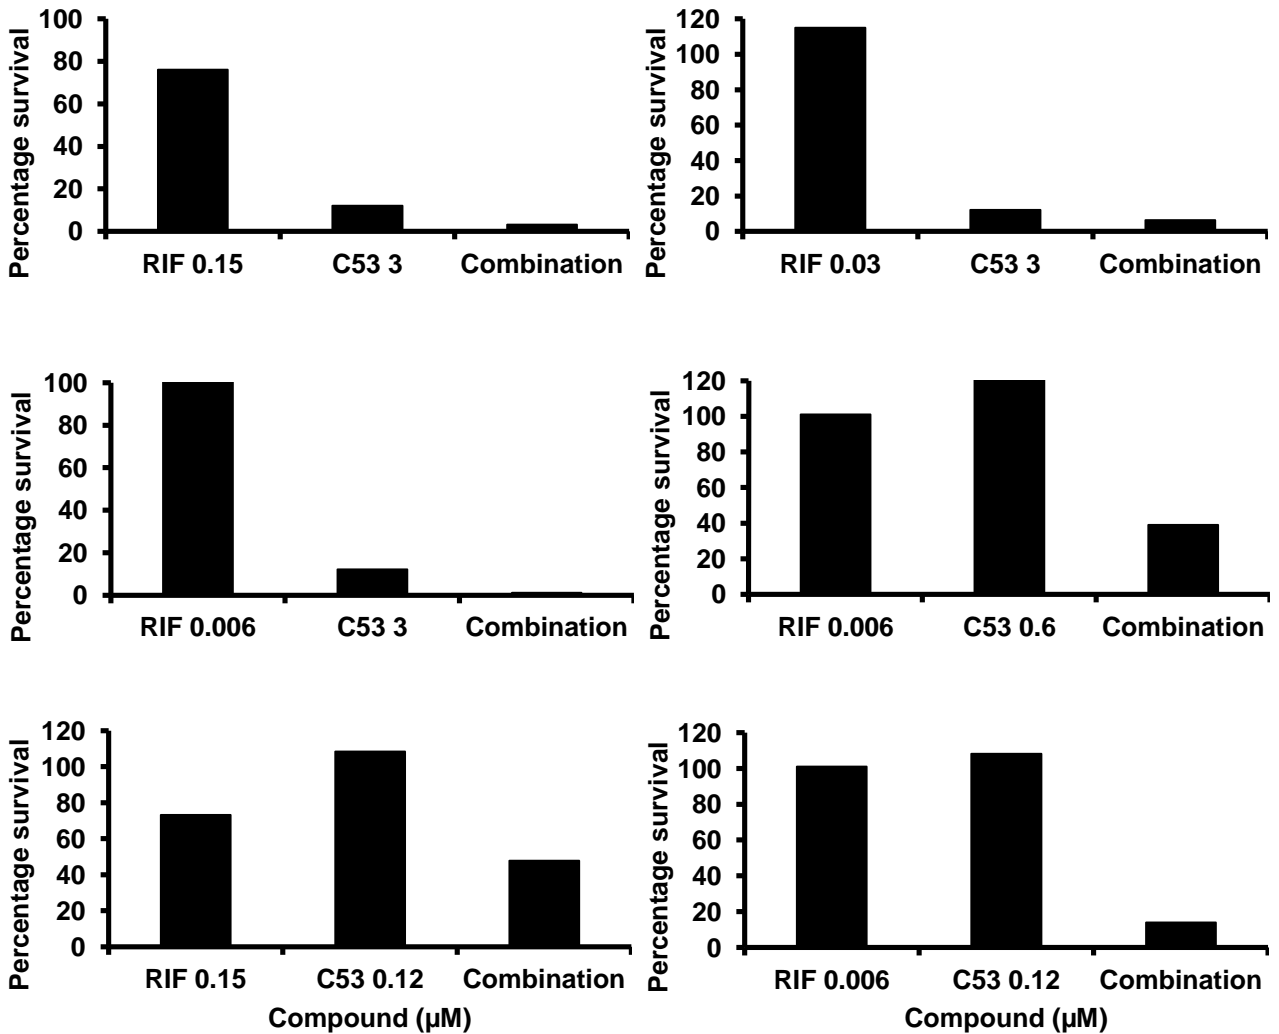 Percentage survival
100
80
60
40
20
0
RIF 0.15 C53 3 Combination
Percentage survival
120
100
80
60
40
20
0
RIF 0.03 C53 3 Combination
Percentage survival
100
80
60
40
20
0
RIF 0.006 C53 3 Combination
Percentage survival
120
100
80
60
40
20
0
RIF 0.006 C53 0.6 Combination
Percentage survival
120
100
80
60
40
20
0
RIF 0.15 C53 0.12 Combination
Compound (µM)
Percentage survival
120
100
80
60
40
20
0
RIF 0.006 C53 0.12 Combination
Compound (µM)